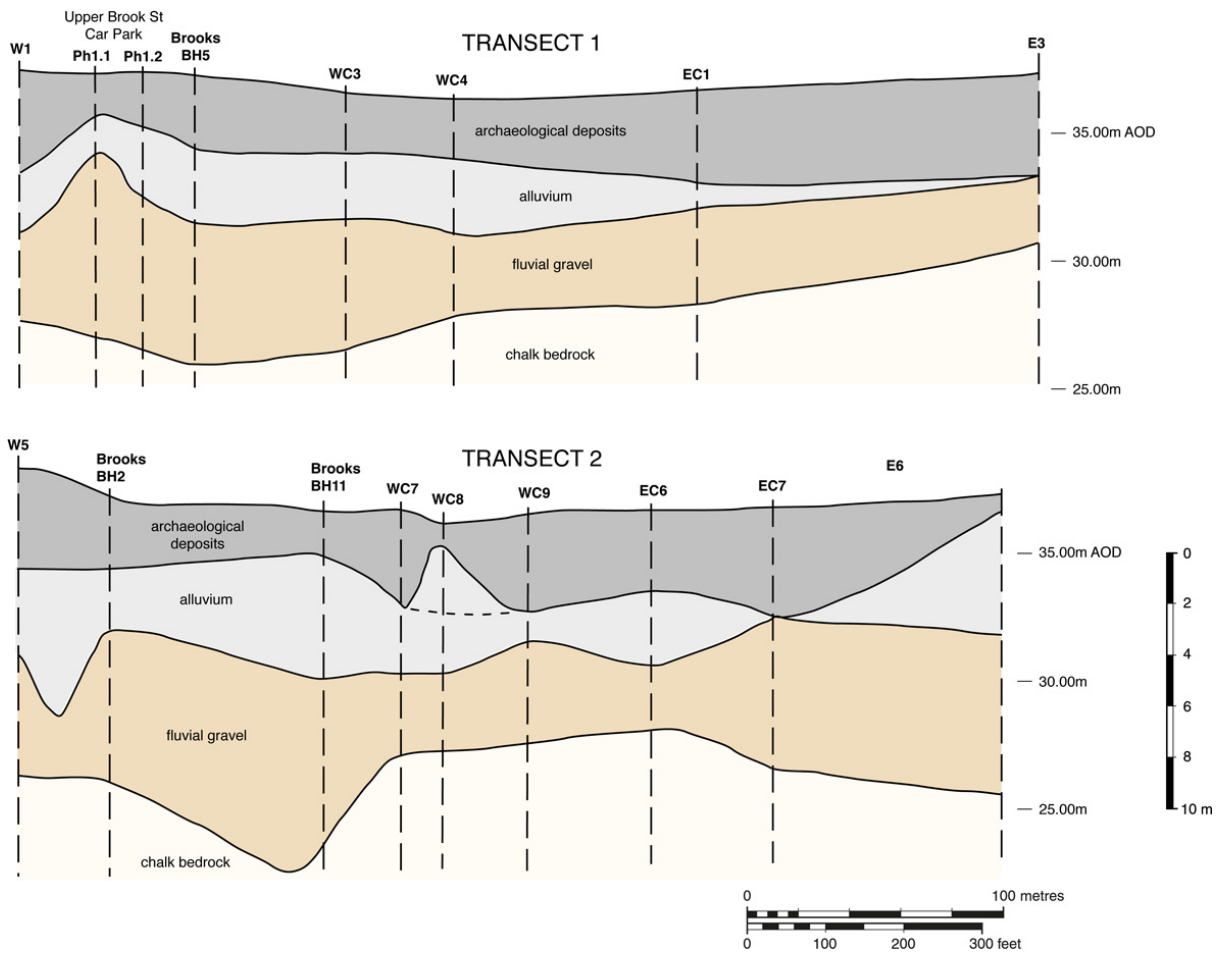 Upper Brook St
Car Park
W1
Ph1.1
Ph1.2
Brooks
BH5
WC3
WC4
TRANSECT 1
EC1
E3
archaeological deposits
35.00m AOD
alluvium
fluvial gravel
30.00m
chalk bedrock
25.00m
W5
Brooks
BH2
Brooks
BH11
WC7
WC8
TRANSECT 2
WC9
EC6
EC7
E6
archaeological
deposits
35.00m AOD
alluvium
30.00m
fluvial gravel
25.00m
chalk bedrock
0
2
4
6
8
10 m
0 100 metres
0 100 200 300 feet